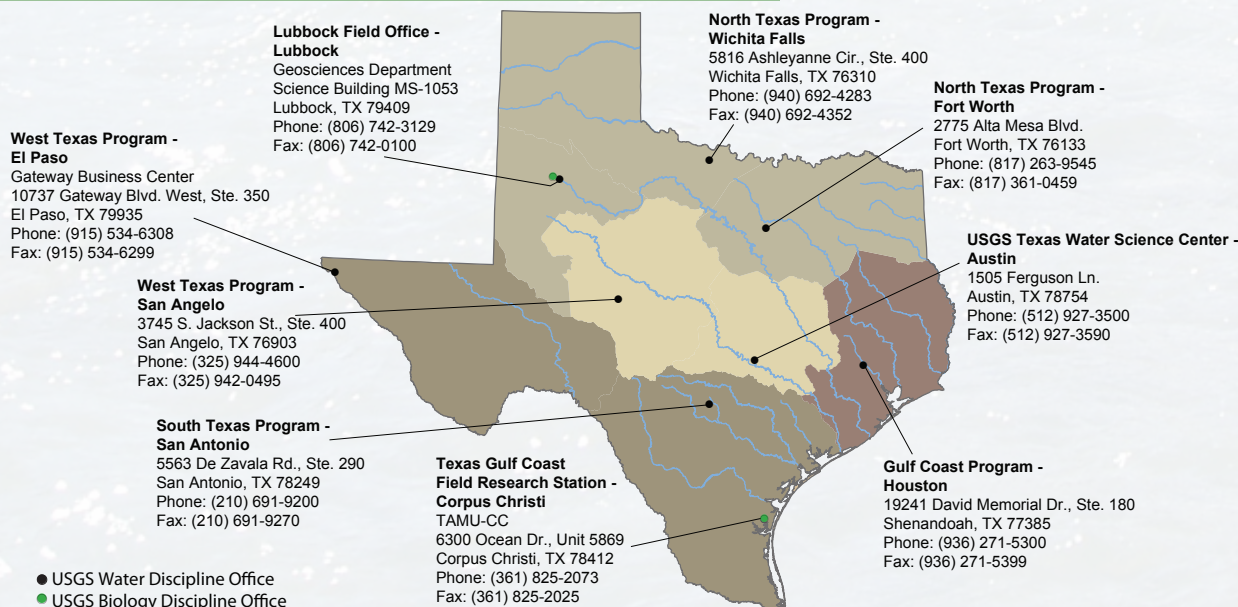 Lubbock Field Office -
Lubbock
Geosciences Department
Science Building MS-1053
Lubbock, TX 79409
Phone: (806) 742-3129
Fax: (806) 742-0100
North Texas Program -
Wichita Falls
5816 Ashleyanne Cir., Ste. 400
Wichita Falls, TX 76310
Phone: (940) 692-4283
Fax: (940) 692-4352
North Texas Program -
Fort Worth
2775 Alta Mesa Blvd.
Fort Worth, TX 76133
Phone: (817) 263-9545
Fax: (817) 361-0459
West Texas Program -
El Paso
Gateway Business Center
10737 Gateway Blvd. West, Ste. 350
El Paso, TX 79935
Phone: (915) 534-6308
Fax: (915) 534-6299
USGS Texas Water Science Center -
Austin
1505 Ferguson Ln.
Austin, TX 78754
Phone: (512) 927-3500
Fax: (512) 927-3590
West Texas Program -
San Angelo
3745 S. Jackson St., Ste. 400
San Angelo, TX 76903
Phone: (325) 944-4600
Fax: (325) 942-0495
South Texas Program -
San Antonio
5563 De Zavala Rd., Ste. 290
San Antonio, TX 78249
Phone: (210) 691-9200
Fax: (210) 691-9270
Texas Gulf Coast
Field Research Station -
Corpus Christi
TAMU-CC
6300 Ocean Dr., Unit 5869
Corpus Christi, TX 78412
Phone: (361) 825-2073
Fax: (361) 825-2025
Gulf Coast Program -
Houston
19241 David Memorial Dr., Ste. 180
Shenandoah, TX 77385
Phone: (936) 271-5300
Fax: (936) 271-5399
USGS Water Discipline Office
USGS Biology Discipline Office